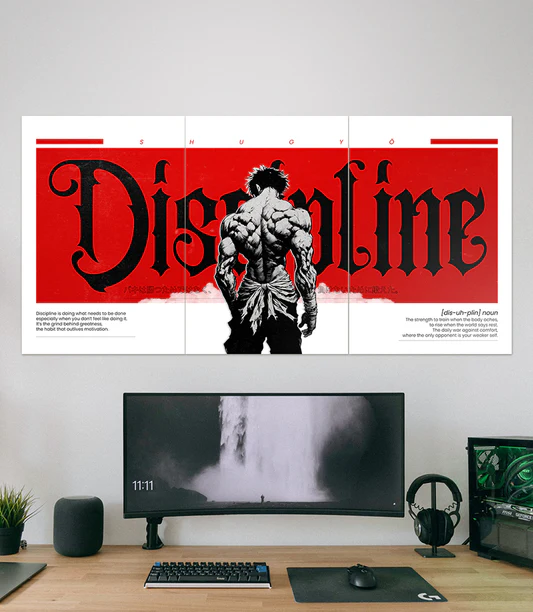 S H U G Y Ō
Discipline
Discipline is doing what needs to be done
especially when you don't feel like doing it.
It's the grind behind greatness,
the habit that outlives motivation.
[dis-uh-plin] noun
The strength to train when the body aches,
to rise when the world says rest.
The daily war against comfort,
where the only opponent is your weaker self.
11:11
G